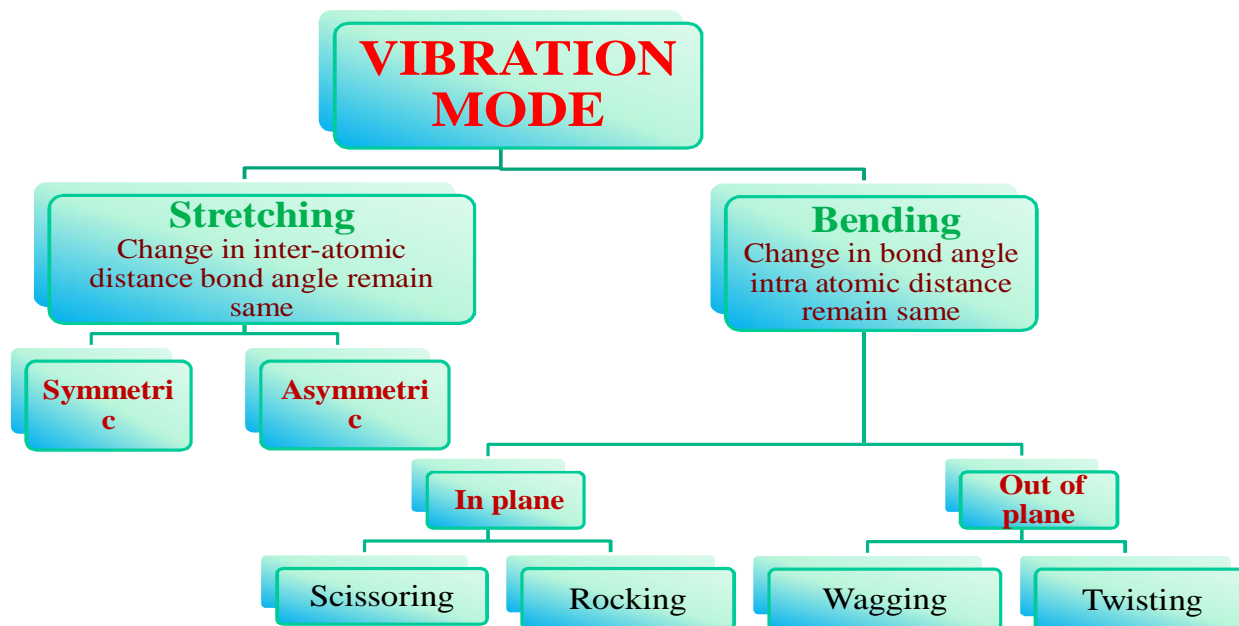 VIBRATION
MODE
Stretching
Change in inter-atomic
distance bond angle remain
same
Bending
Change in bond angle
intra atomic distance
remain same
Symmetri
c
Asymmetri
c
In plane
Out of
plane
Scissoring
Rocking
Wagging
Twisting